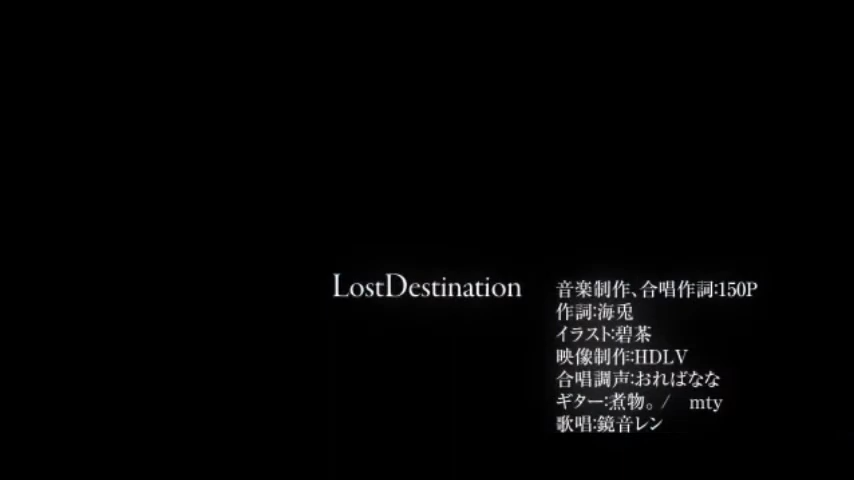 LostDestination
音楽制作、合唱作詞:150P
作詞:海兎
イラスト:碧茶
映像制作:HDLV
合唱調声:おればなな
ギター:煮物。/　mty
歌唱:鏡音レン